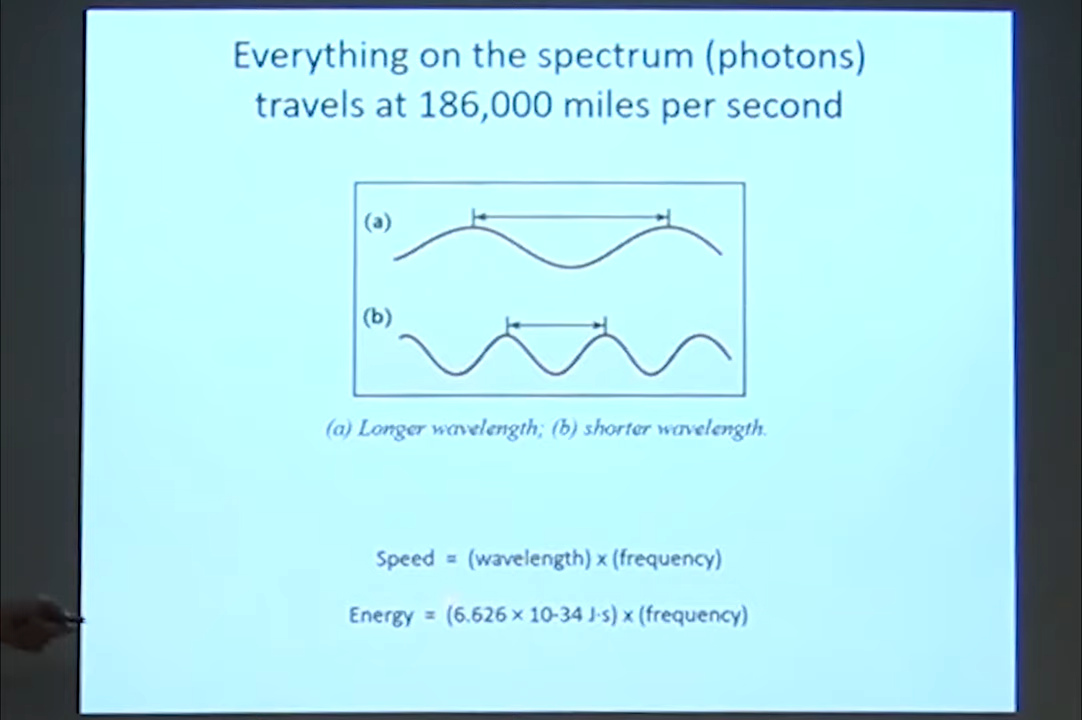 Everything on the spectrum (photons)
travels at 186,000 miles per second
(a)
(b)
(a) Longer wavelength; (b) shorter wavelength.
Speed = (wavelength) x (frequency)
Energy = (6.626 × 10-34 J·s) x (frequency)